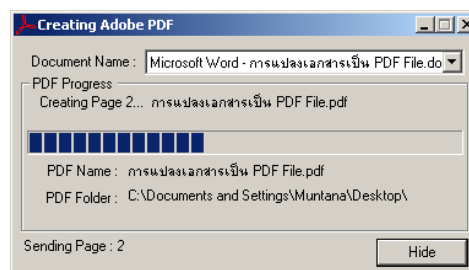 Creating Adobe PDF
Document Name : Microsoft Word - การแปลงเอกสารเป็น PDF File.do
PDF Progress
Creating Page 2... การแปลงเอกสารเป็น PDF File.pdf
PDF Name : การแปลงเอกสารเป็น PDF File.pdf
PDF Folder : C:\Documents and Settings\Muntana\Desktop\
Sending Page : 2
Hide